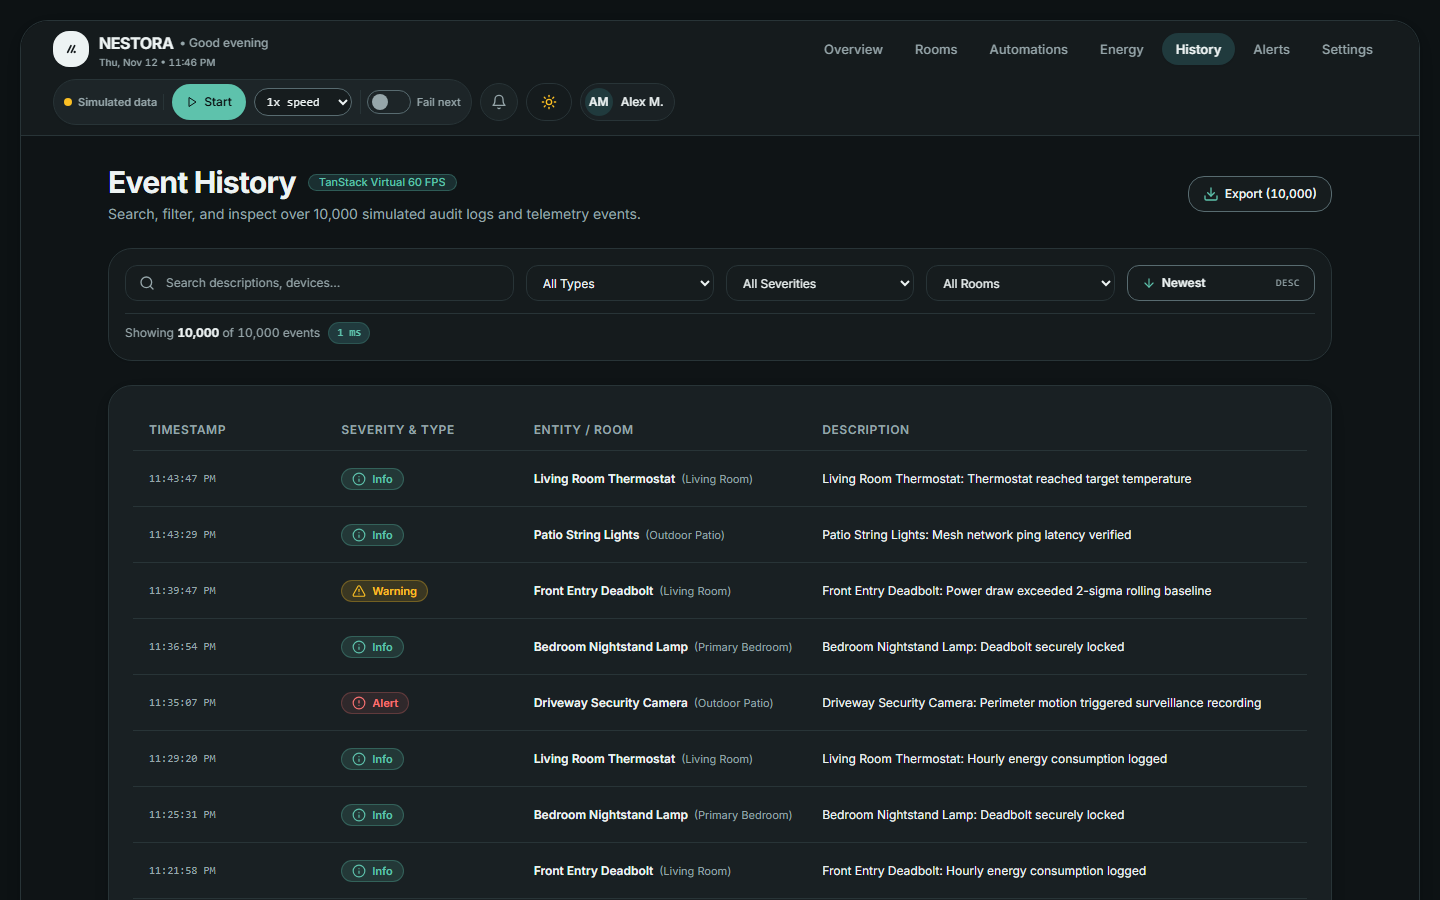 NESTORA • Good evening
Thu, Nov 12 • 11:46 PM
Overview Rooms Automations Energy History Alerts Settings
Simulated data Start 1x speed Fail next AM Alex M.
Event History TanStack Virtual 60 FPS
Search, filter, and inspect over 10,000 simulated audit logs and telemetry events.
Export (10,000)
Search descriptions, devices... All Types All Severities All Rooms Newest DESC
Showing 10,000 of 10,000 events 1 ms
TIMESTAMP SEVERITY & TYPE ENTITY / ROOM DESCRIPTION
11:43:47 PM Info Living Room Thermostat (Living Room) Living Room Thermostat: Thermostat reached target temperature
11:43:29 PM Info Patio String Lights (Outdoor Patio) Patio String Lights: Mesh network ping latency verified
11:39:47 PM Warning Front Entry Deadbolt (Living Room) Front Entry Deadbolt: Power draw exceeded 2-sigma rolling baseline
11:36:54 PM Info Bedroom Nightstand Lamp (Primary Bedroom) Bedroom Nightstand Lamp: Deadbolt securely locked
11:35:07 PM Alert Driveway Security Camera (Outdoor Patio) Driveway Security Camera: Perimeter motion triggered surveillance recording
11:29:20 PM Info Living Room Thermostat (Living Room) Living Room Thermostat: Hourly energy consumption logged
11:25:31 PM Info Bedroom Nightstand Lamp (Primary Bedroom) Bedroom Nightstand Lamp: Deadbolt securely locked
11:21:58 PM Info Front Entry Deadbolt (Living Room) Front Entry Deadbolt: Hourly energy consumption logged